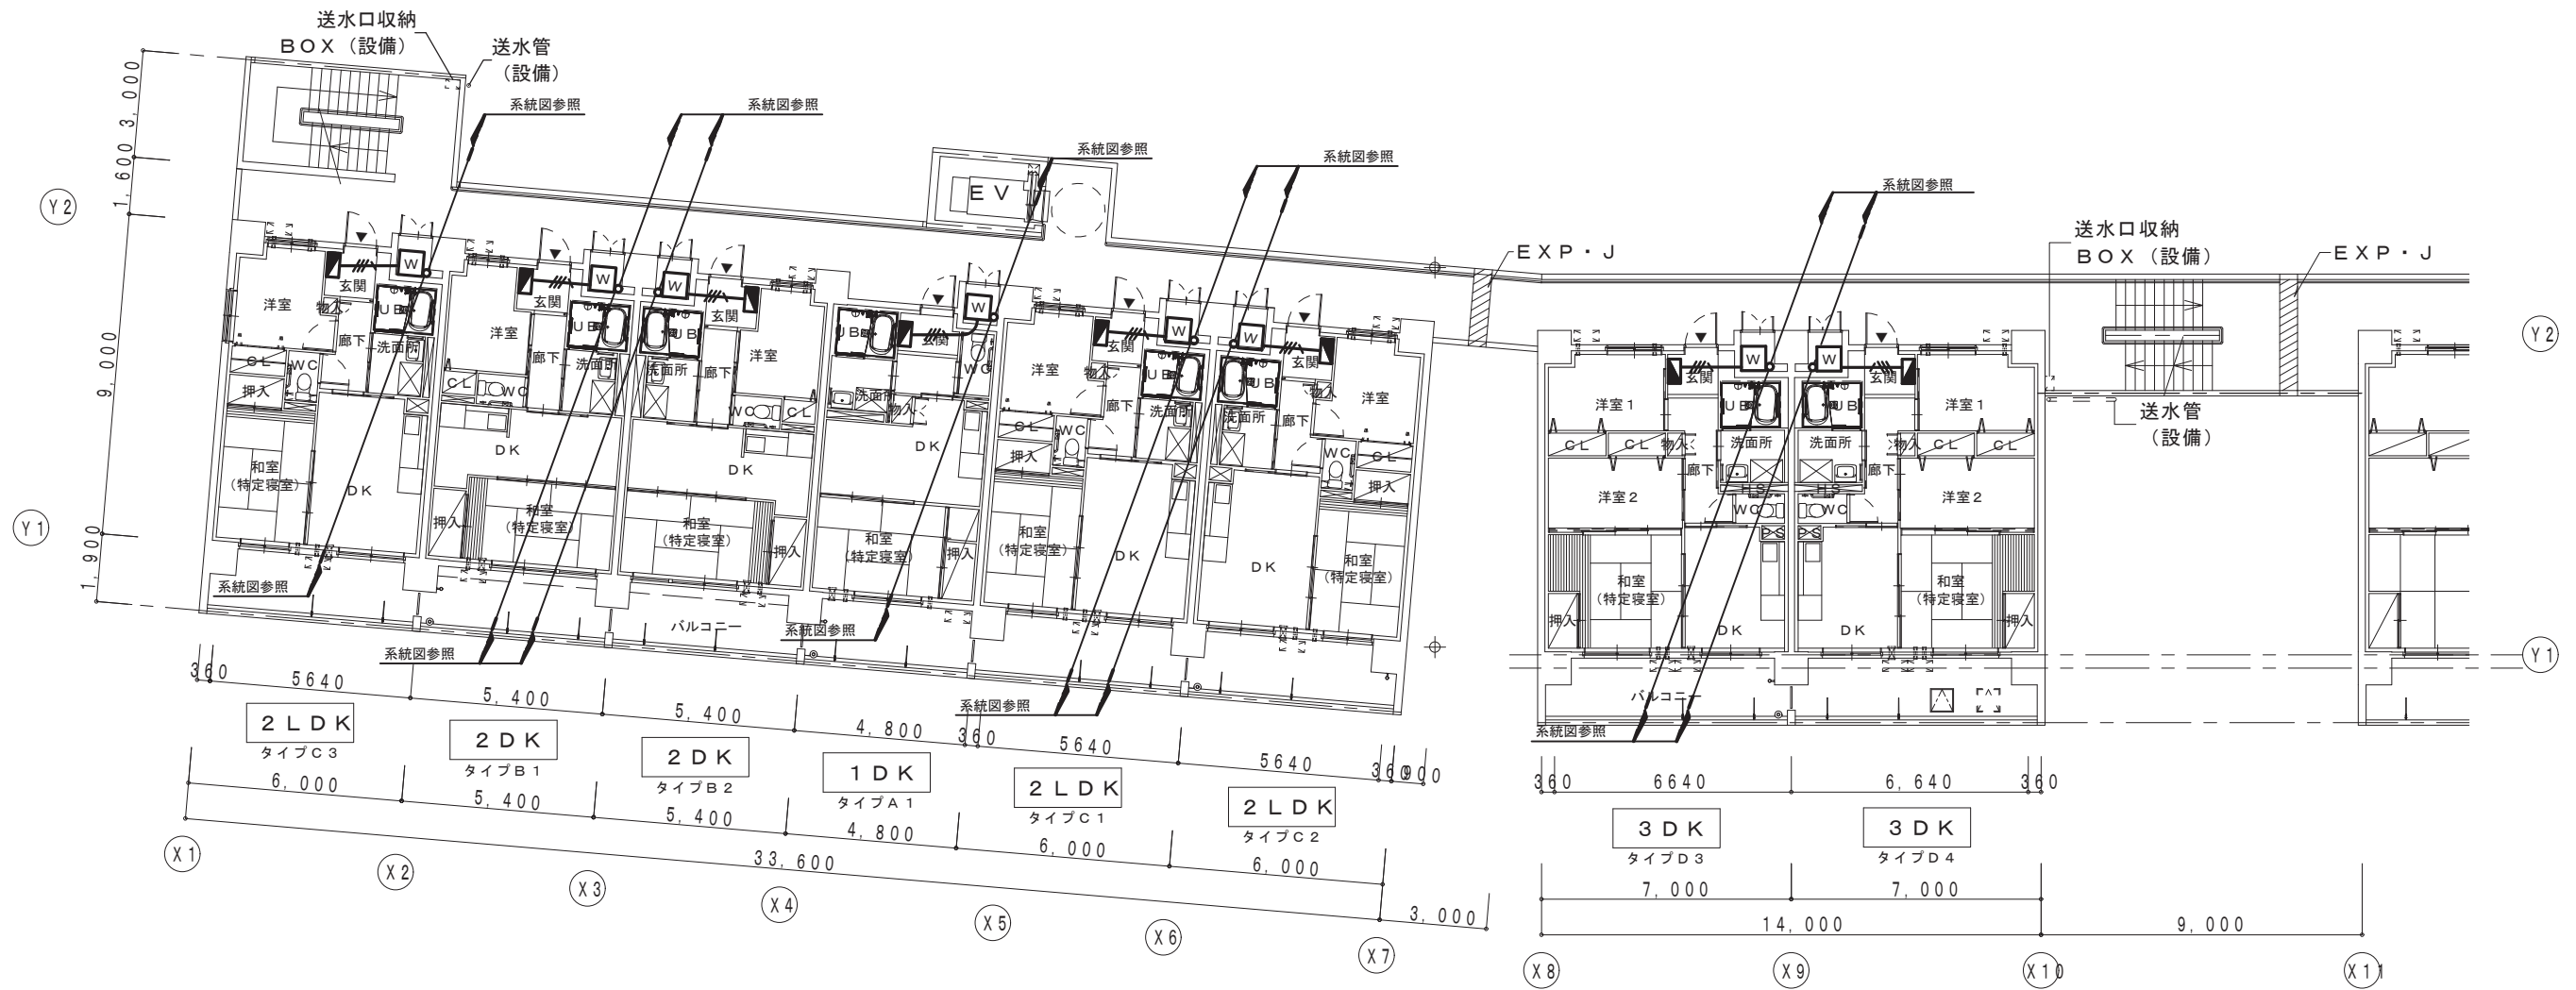 送水口収納
BOX（設備）
送水管
（設備）
系統図参照
系統図参照
系統図参照
系統図参照
系統図参照
EV
EXP・J
送水口収納
BOX（設備）
EXP・J
送水管
（設備）
3,000
1,600
9,000
1,900
Y2
Y1
Y2
Y1
W
玄関
洋室
物入
UB
廊下
洗面所
CL
WC
押入
和室
（特定寝室）
DK
系統図参照
W
玄関
洋室
UB
廊下
洗面所
CL
WC
DK
和室
（特定寝室）
押入
W
玄関
UB
洋室
洗面所
廊下
WC
CL
DK
和室
（特定寝室）
押入
系統図参照
バルコニー
W
UB
玄関
WC
洗面所
物入
DK
和室
（特定寝室）
押入
系統図参照
W
玄関
洋室
物入
UB
廊下
洗面所
CL
WC
押入
和室
（特定寝室）
DK
系統図参照
W
玄関
UB
物入
洋室
洗面所
廊下
WC
CL
押入
DK
和室
（特定寝室）
W
玄関
洋室1
UB
CL
CL
物入
洗面所
廊下
洋室2
HS
WC
PS
和室
（特定寝室）
押入
DK
バルコニー
系統図参照
W
玄関
UB
洋室1
洗面所
物入
CL
CL
廊下
HS
WC
洋室2
PS
和室
（特定寝室）
押入
DK
360
5640
5,400
5,400
4,800
360
5640
5640
360
900
2LDK
タイプC3
2DK
タイプB1
2DK
タイプB2
1DK
タイプA1
2LDK
タイプC1
2LDK
タイプC2
6,000
5,400
5,400
4,800
6,000
6,000
33,600
3,000
X1
X2
X3
X4
X5
X6
X7
360
6640
6,640
360
3DK
タイプD3
3DK
タイプD4
7,000
7,000
14,000
9,000
X8
X9
X10
X11